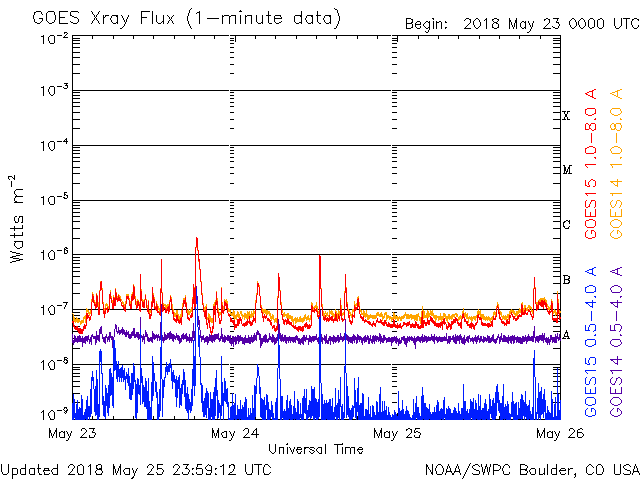 GOES Xray Flux (1-minute data)
Begin: 2018 May 23 0000 UTC
10-2
10-3
10-4
10-5
10-6
10-7
10-8
10-9
Watts m-2
X
M
C
B
A
GOES15 1.0-8.0 A
GOES14 1.0-8.0 A
GOES15 0.5-4.0 A
GOES14 0.5-4.0 A
May 23
May 24
May 25
May 26
Universal Time
Updated 2018 May 25 23:59:12 UTC
NOAA/SWPC Boulder, CO USA